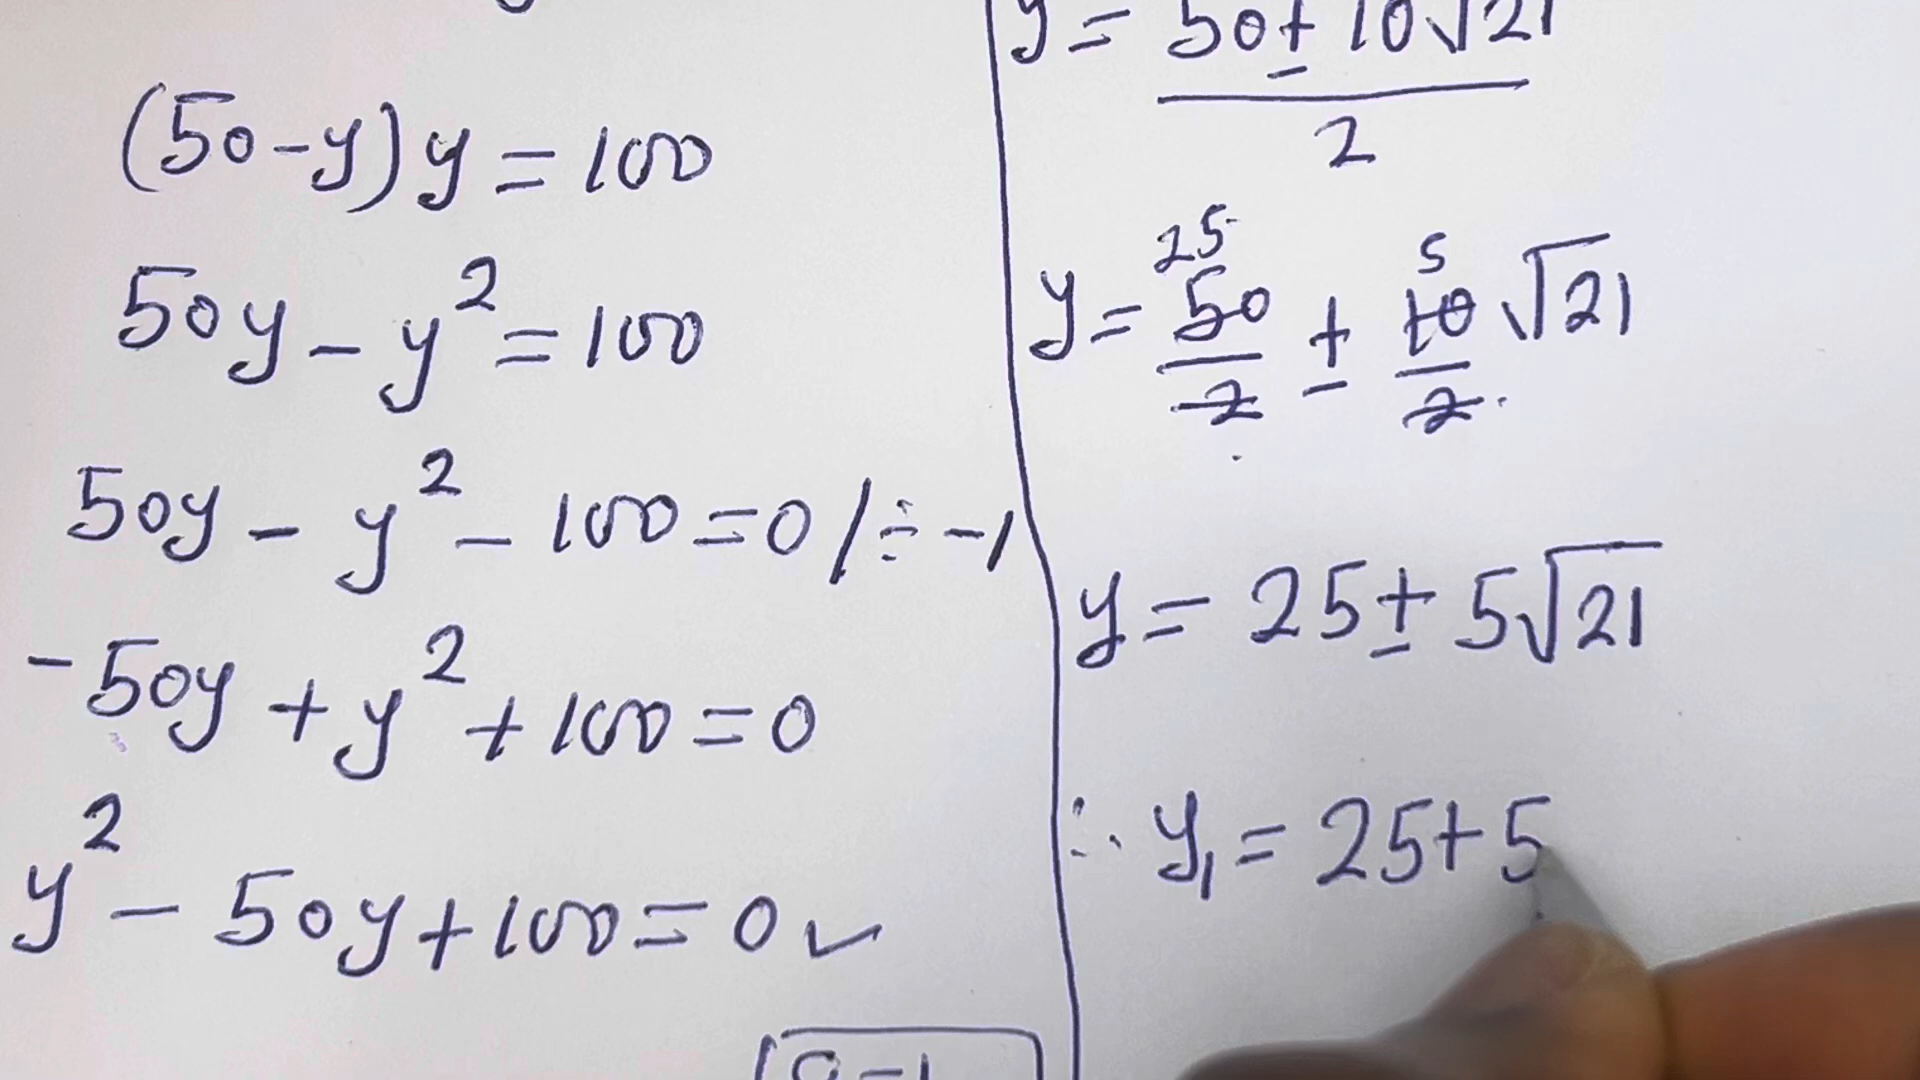 (50-y)y=100
50y-y²=100
50y-y²-100=0/÷-1
-50y+y²+100=0
y²-50y+100=0✓
y=50±10√21
2
25 5
y=50/2±10/2√21
y=25±5√21
∴y₁=25+5